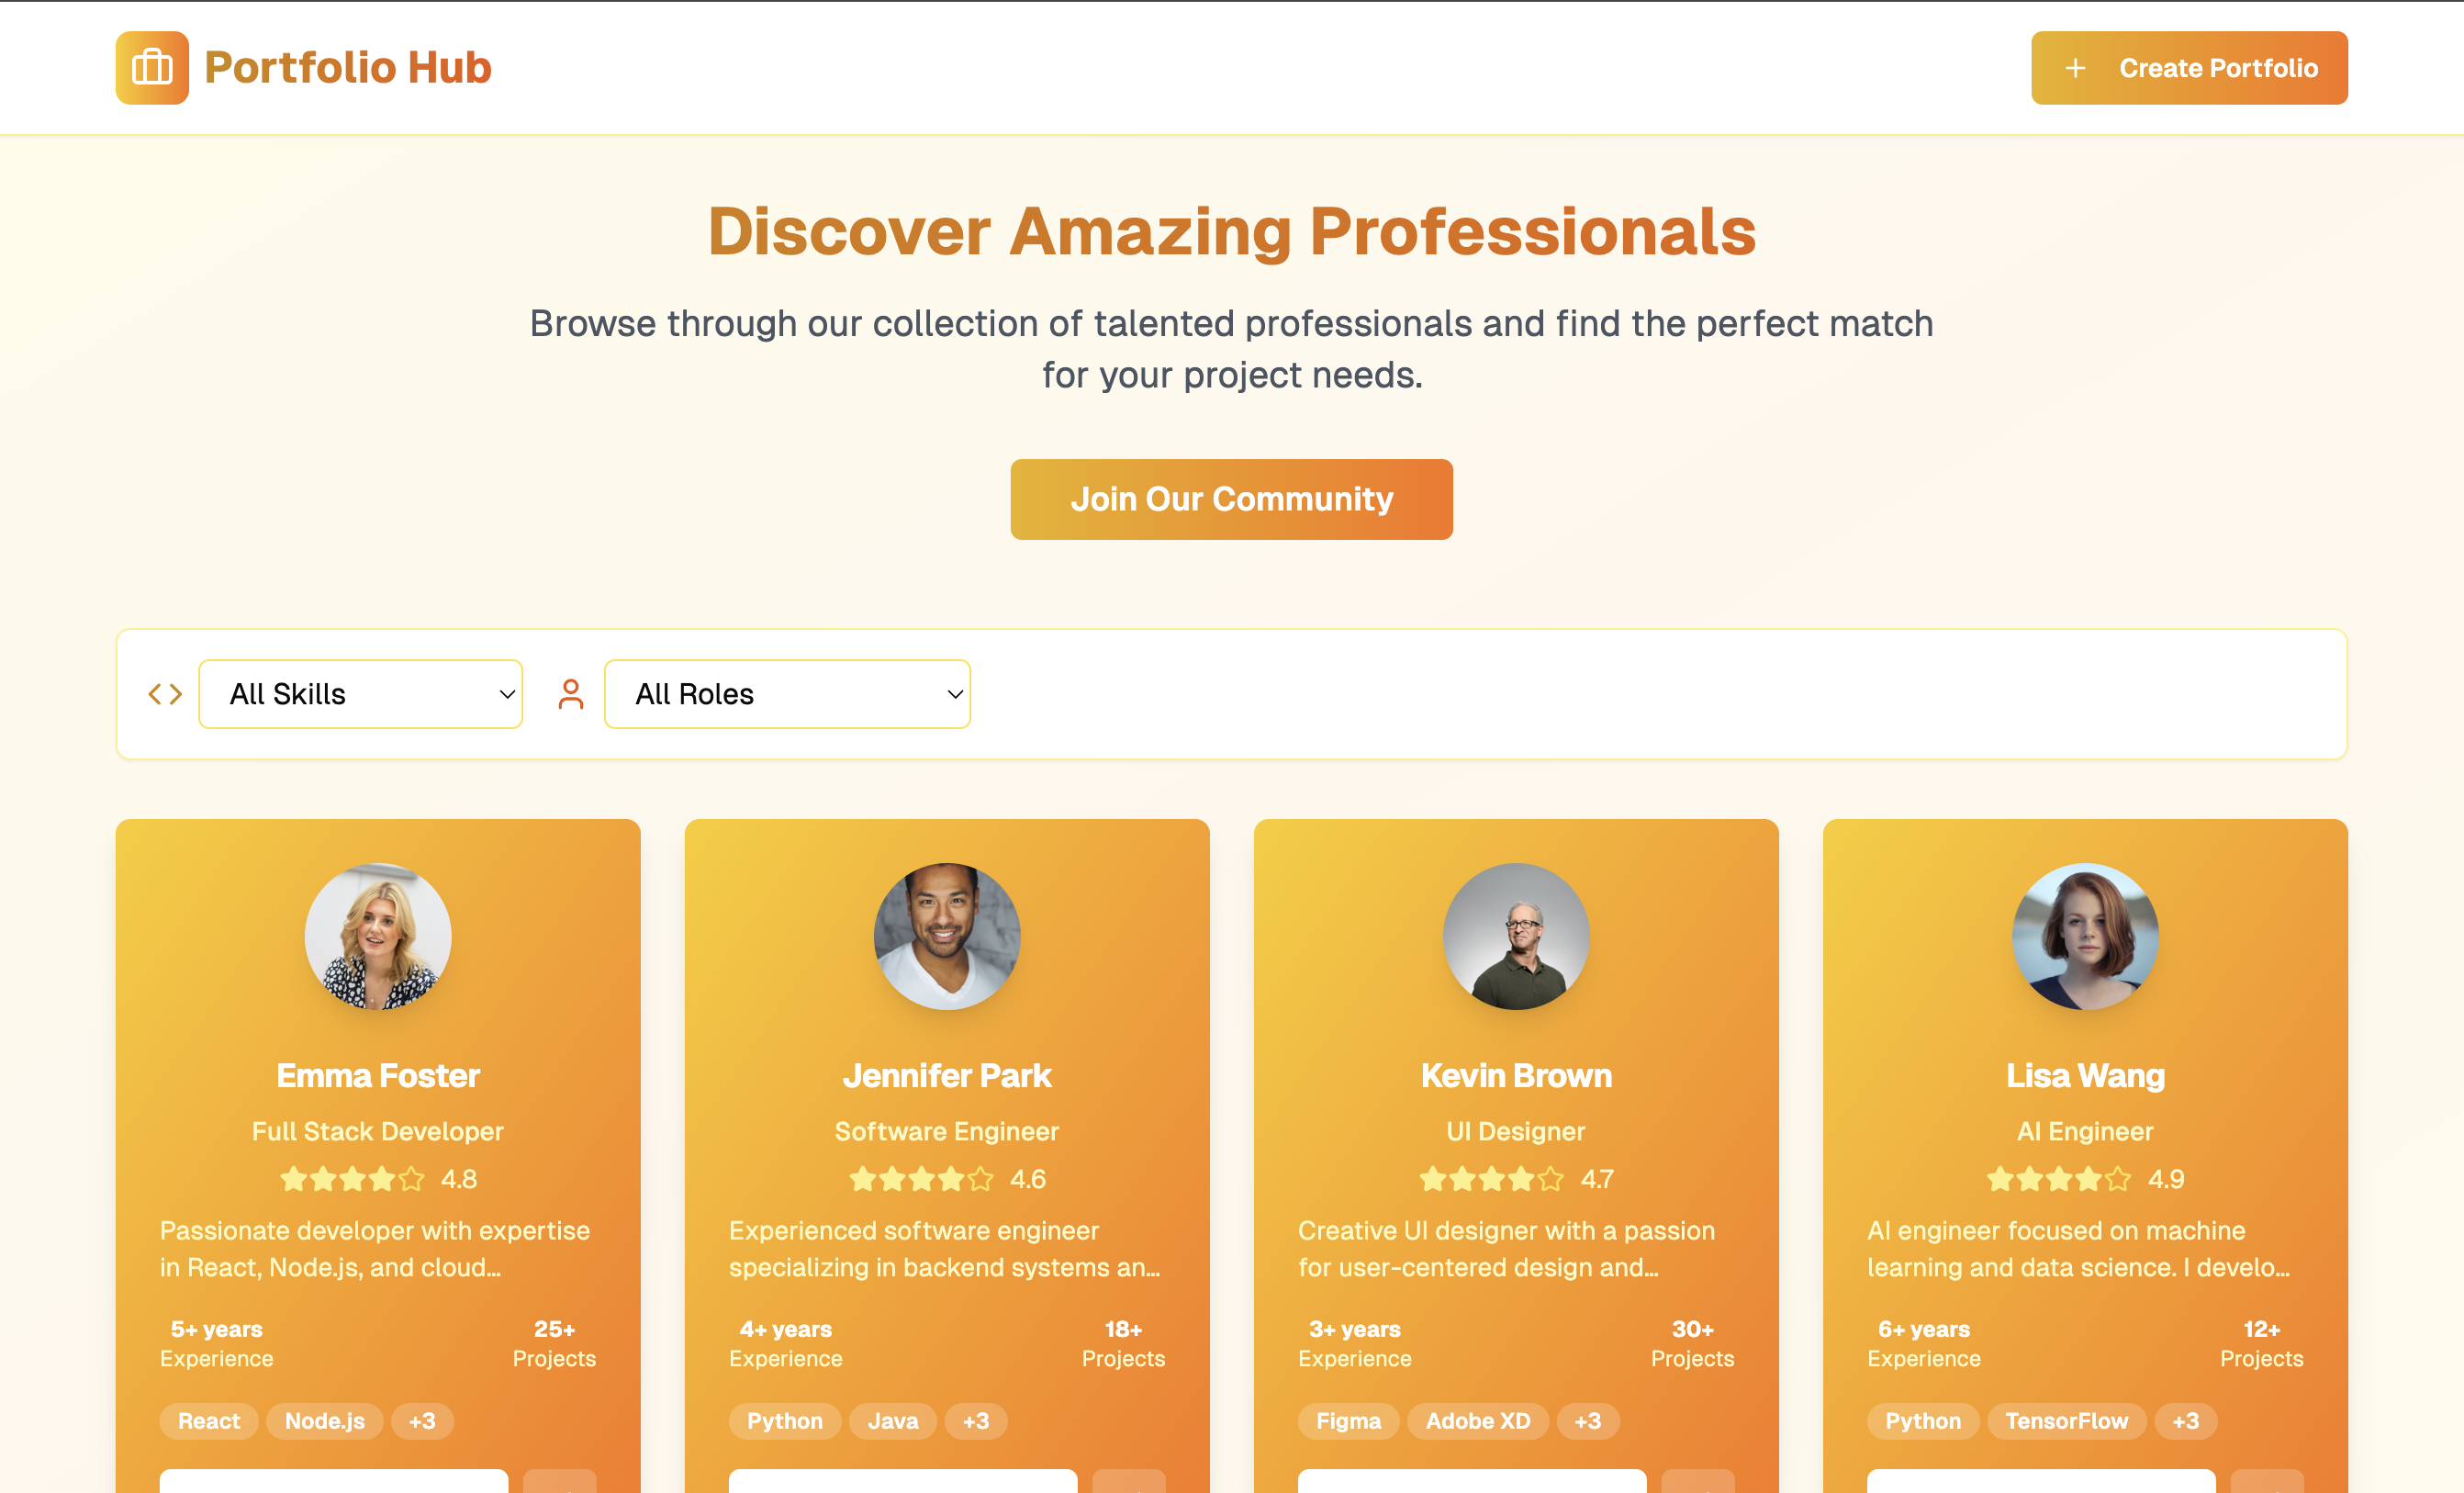 Portfolio Hub
Create Portfolio
Discover Amazing Professionals
Browse through our collection of talented professionals and find the perfect match
for your project needs.
Join Our Community
All Skills
All Roles
Emma Foster
Full Stack Developer
4.8
Passionate developer with expertise
in React, Node.js, and cloud...
5+ years
25+
Experience
Projects
React
Node.js
+3
Jennifer Park
Software Engineer
4.6
Experienced software engineer
specializing in backend systems an...
4+ years
18+
Experience
Projects
Python
Java
+3
Kevin Brown
UI Designer
4.7
Creative UI designer with a passion
for user-centered design and...
3+ years
30+
Experience
Projects
Figma
Adobe XD
+3
Lisa Wang
AI Engineer
4.9
AI engineer focused on machine
learning and data science. I develo...
6+ years
12+
Experience
Projects
Python
TensorFlow
+3